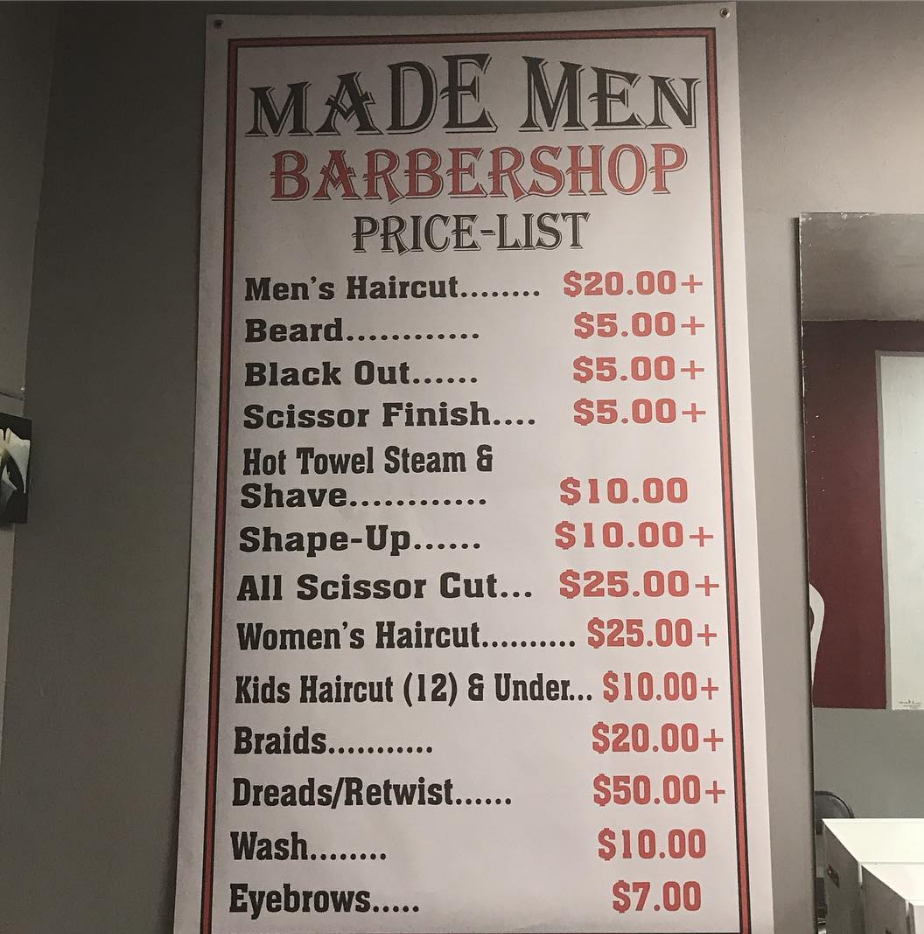 MADE MEN
BARBERSHOP
PRICE-LIST
Men's Haircut........ $20.00+
Beard............ $5.00+
Black Out...... $5.00+
Scissor Finish.... $5.00+
Hot Towel Steam &
Shave............ $10.00
Shape-Up...... $10.00+
All Scissor Cut... $25.00+
Women's Haircut.......... $25.00+
Kids Haircut (12) & Under... $10.00+
Braids........... $20.00+
Dreads/Retwist...... $50.00+
Wash........ $10.00
Eyebrows..... $7.00